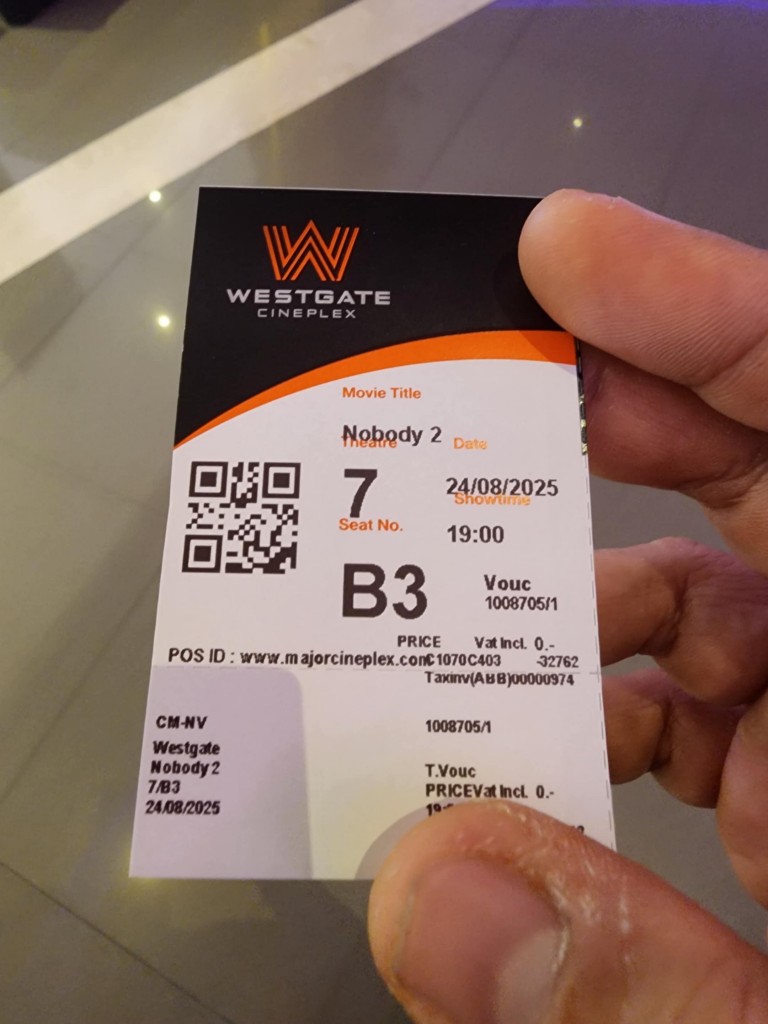 WESTGATE
CINEPLEX
Movie Title
Nobody 2
Theatre Date
7 24/08/2025
Showtime
Seat No. 19:00
B3 Vouc
1008705/1
PRICE Vat Incl. 0.-
POS ID : www.majorcineplex.com C1070C403 -32762
Taxinv(ABB)00000974
CM-NV 1008705/1
Westgate
Nobody 2 T.Vouc
7/B3 PRICEVat Incl. 0.-
24/08/2025